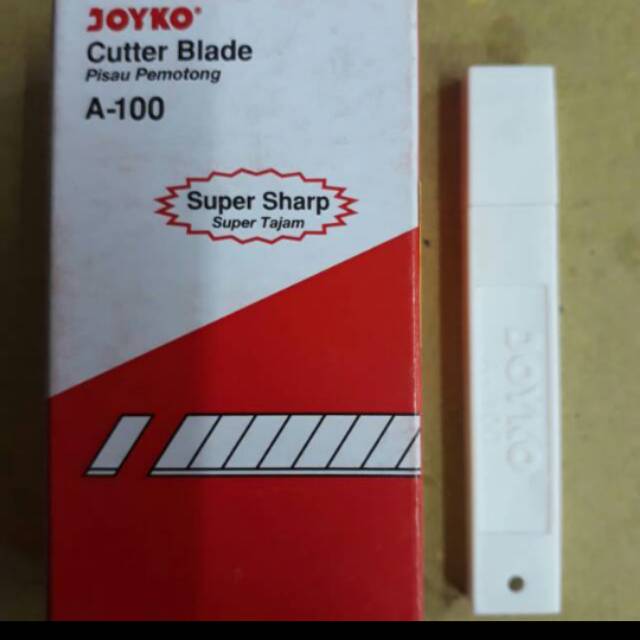 JOYKO®
Cutter Blade
Pisau Pemotong
A-100
Super Sharp
Super Tajam
JOYKO